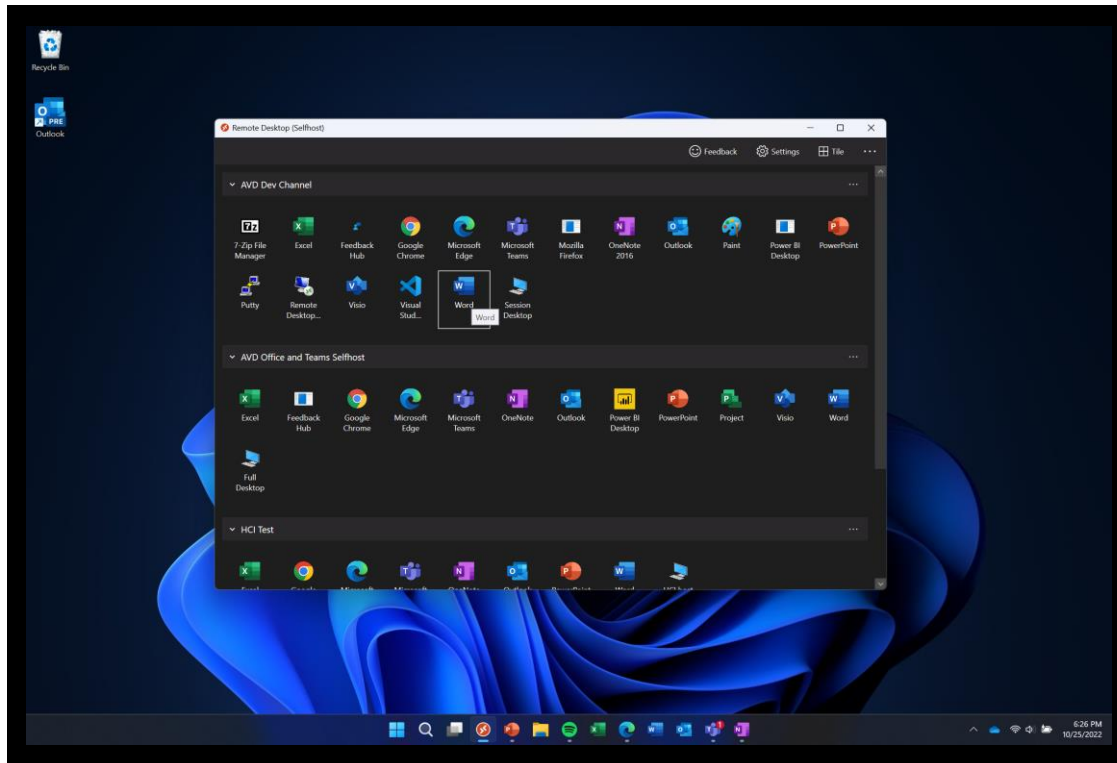 Recycle Bin
PRE
Outlook
Remote Desktop (Selfhost)
Feedback Settings Tile
AVD Dev Channel
7-Zip File Manager
Excel
Feedback Hub
Google Chrome
Microsoft Edge
Microsoft Teams
Mozilla Firefox
OneNote 2016
Outlook
Paint
Power BI Desktop
PowerPoint
Putty
Remote Desktop...
Visio
Visual Stud...
Word
Word
Session Desktop
AVD Office and Teams Selfhost
Excel
Feedback Hub
Google Chrome
Microsoft Edge
Microsoft Teams
OneNote
Outlook
Power BI Desktop
PowerPoint
Project
Visio
Word
Full Desktop
HCI Test
6:26 PM
10/25/2022